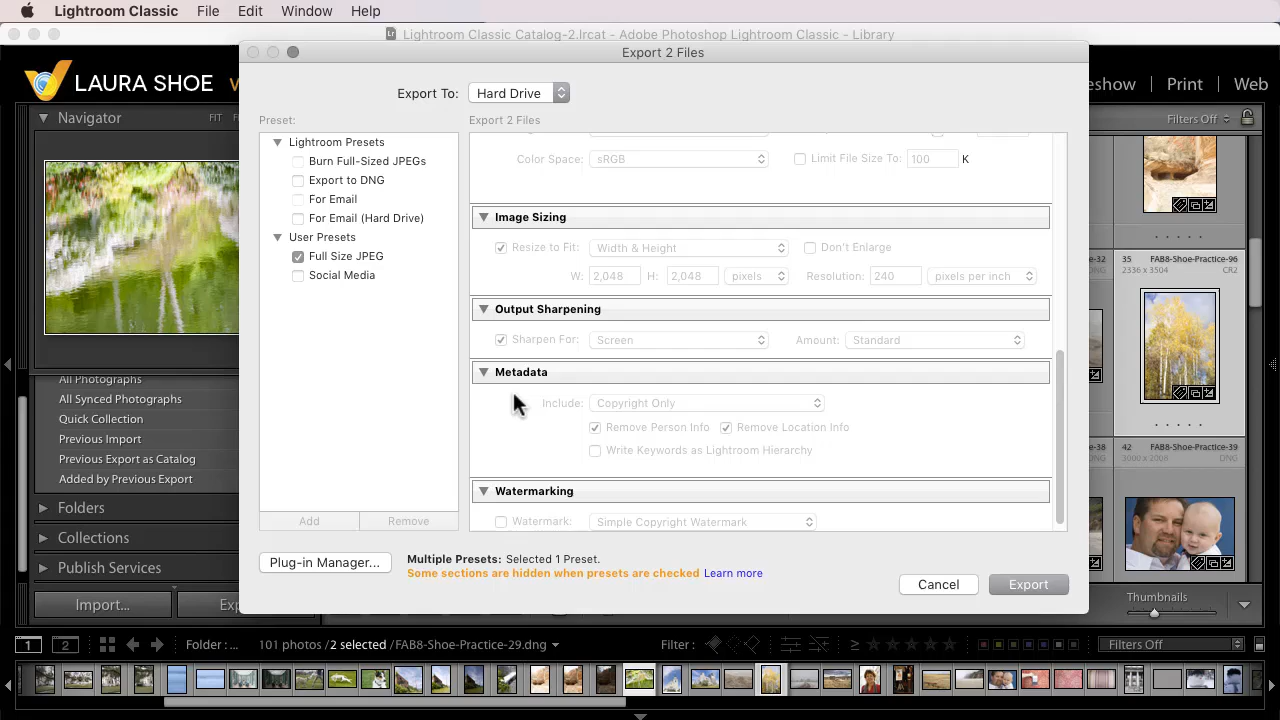 Lightroom Classic File Edit Window Help
Lightroom Classic Catalog-2.lrcat - Adobe Photoshop Lightroom Classic - Library
Export 2 Files
LAURA SHOE
Print Web
Export To: Hard Drive
Navigator FIT
Filters Off
Preset:
Export 2 Files
Lightroom Presets
Burn Full-Sized JPEGs
Export to DNG
For Email
For Email (Hard Drive)
User Presets
Full Size JPEG
Social Media
Add Remove
Color Space: sRGB Limit File Size To: 100 K
Image Sizing
Resize to Fit: Width & Height Don't Enlarge
W: 2,048 H: 2,048 pixels Resolution: 240 pixels per inch
Output Sharpening
Sharpen For: Screen Amount: Standard
Metadata
Include: Copyright Only
Remove Person Info Remove Location Info
Write Keywords as Lightroom Hierarchy
Watermarking
Watermark: Simple Copyright Watermark
Plug-in Manager...
Multiple Presets: Selected 1 Preset.
Some sections are hidden when presets are checked Learn more
Cancel Export
All Photographs
All Synced Photographs
Quick Collection
Previous Import
Previous Export as Catalog
Added by Previous Export
Folders
Collections
Publish Services
Import...
35 FAB8-Shoe-Practice-96
2336 x 3504 CR2
42 FAB8-Shoe-Practice-39
3000 x 2008 DNG
Thumbnails
1 2 Folder : ... 101 photos / 2 selected / FAB8-Shoe-Practice-29.dng Filter : Filters Off